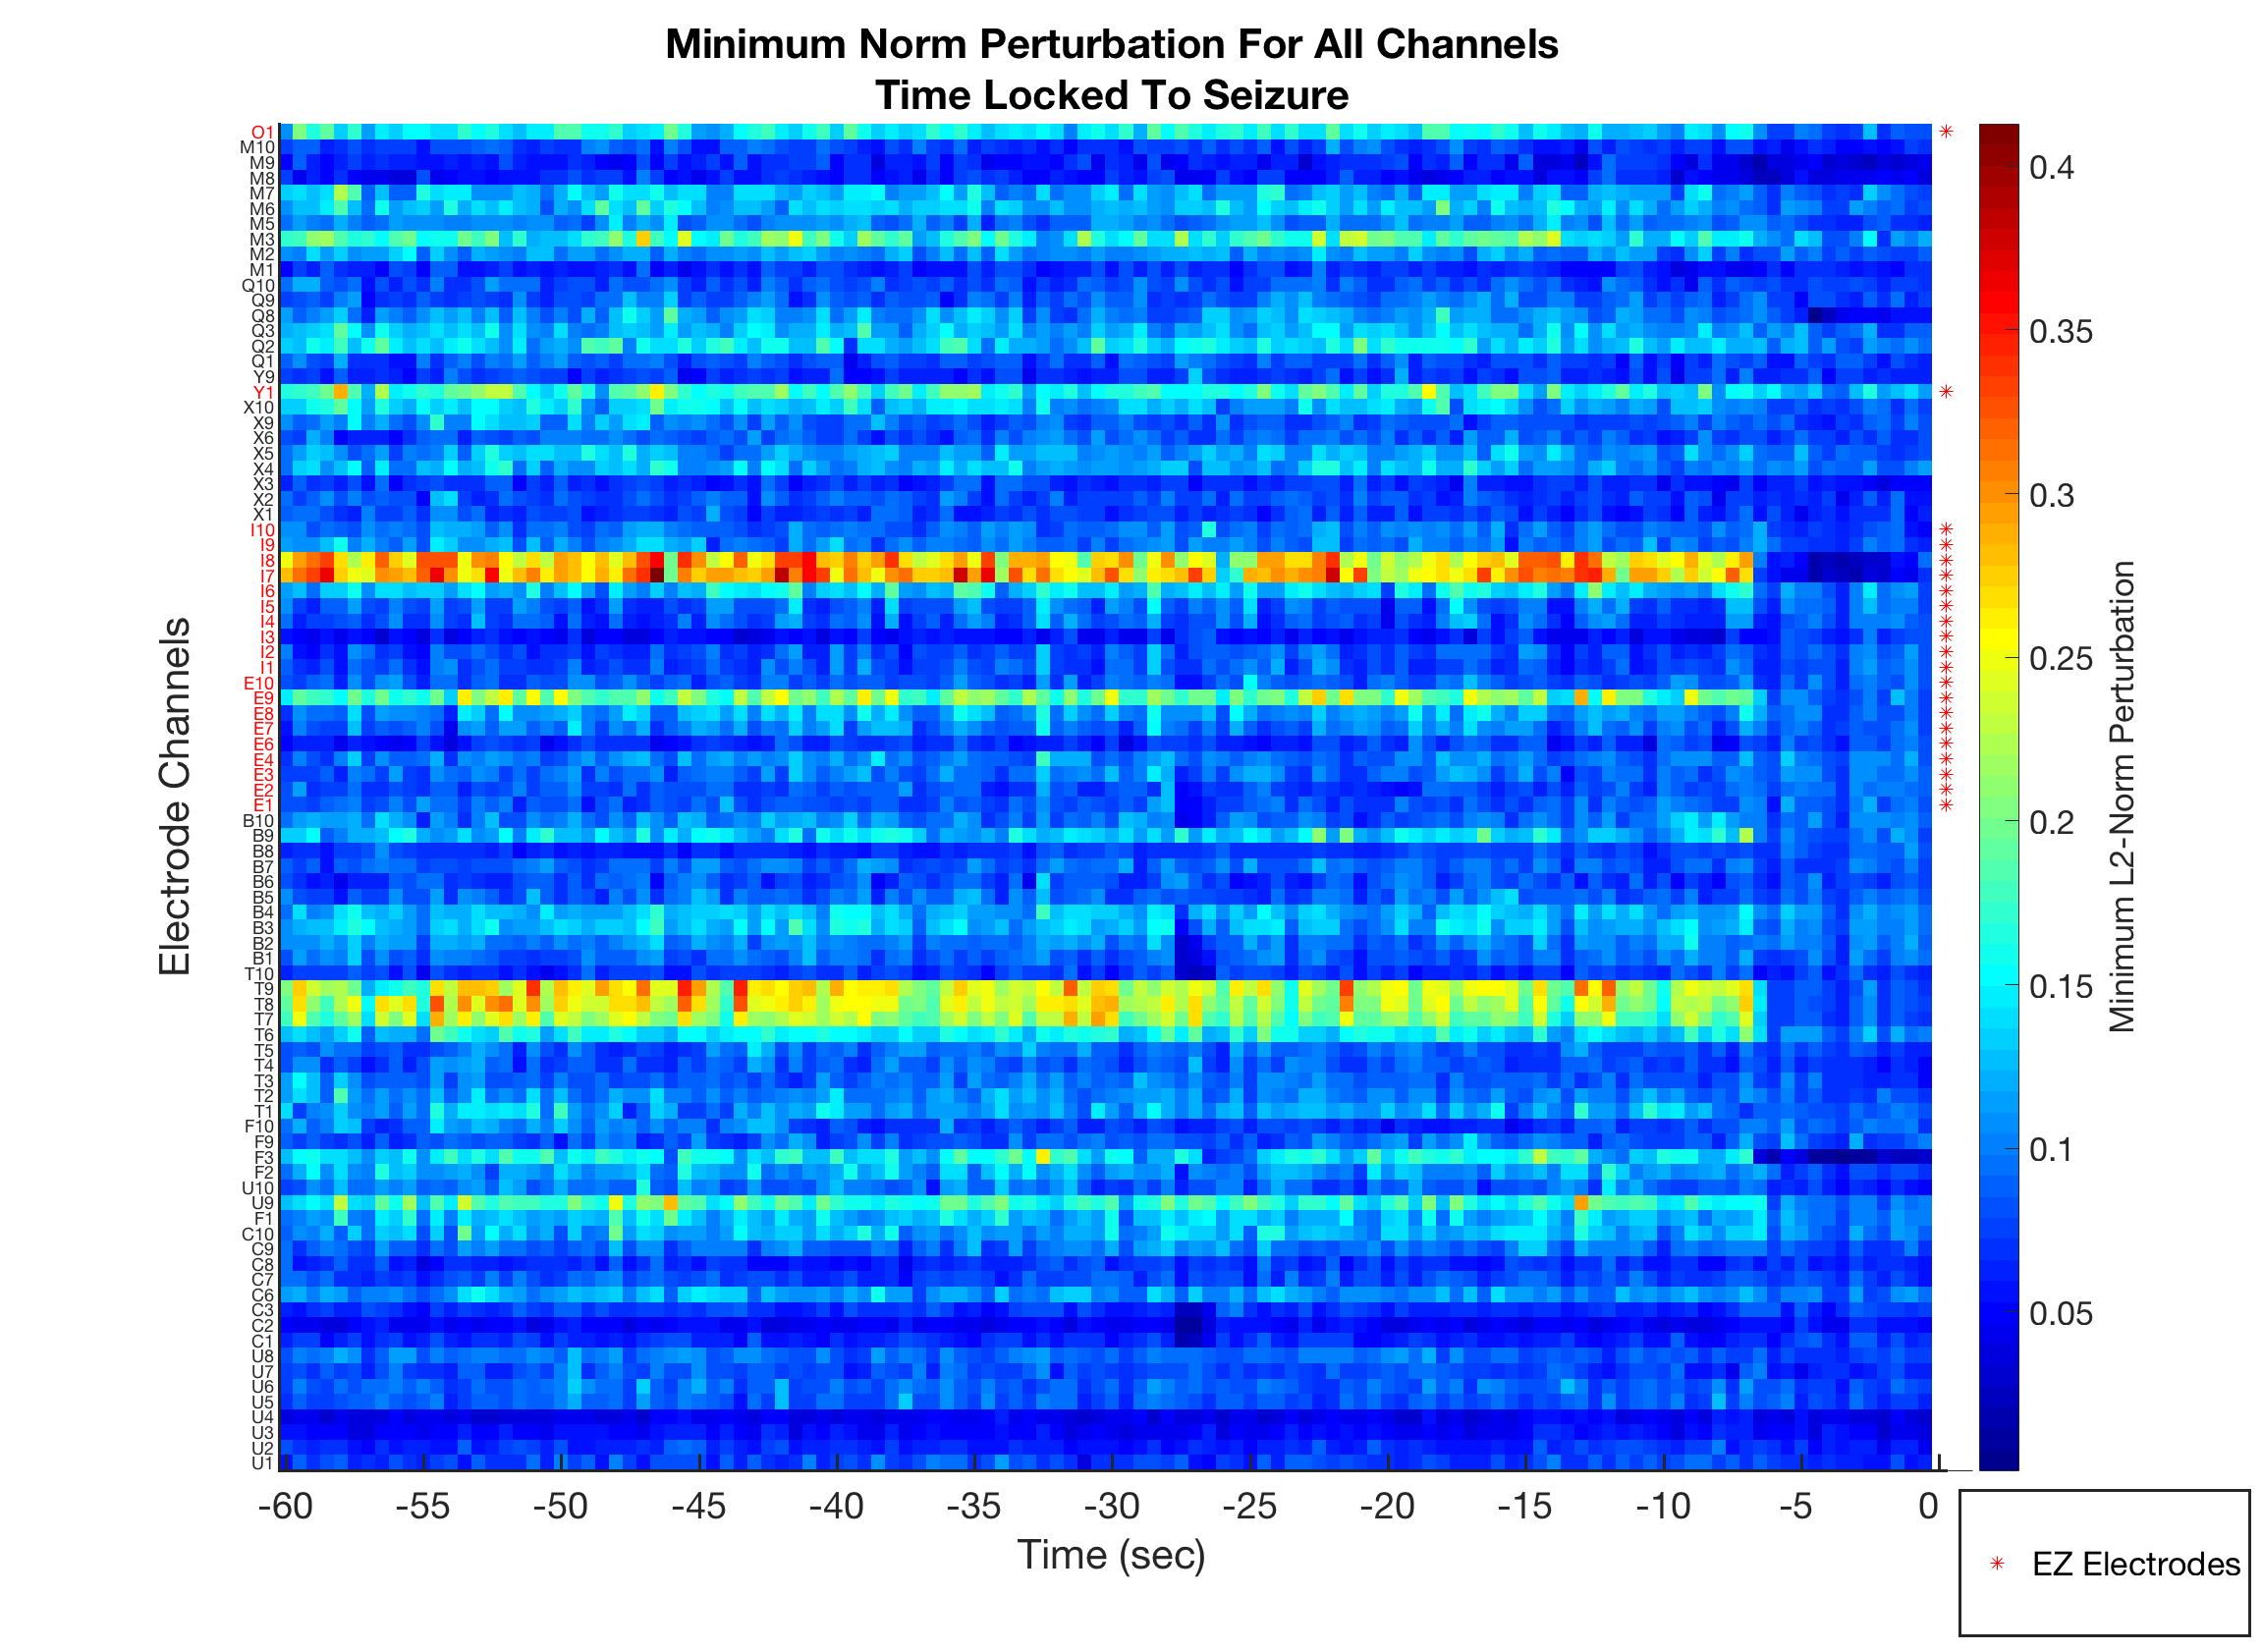 Minimum Norm Perturbation For All Channels
Time Locked To Seizure
Electrode Channels
O1
M10
M9
M8
M7
M6
M5
M3
M2
M1
Q10
Q9
Q8
Q3
Q2
Q1
Y9
Y1
X10
X9
X6
X5
X4
X3
X2
X1
I10
I9
I8
I7
I6
I5
I4
I3
I2
I1
E10
E9
E8
E7
E6
E4
E3
E2
E1
B10
B9
B8
B7
B6
B5
B4
B3
B2
B1
T10
T9
T8
T7
T6
T5
T4
T3
T2
T1
F10
F9
F3
F2
U10
U9
F1
C10
C9
C8
C7
C6
C3
C2
C1
U8
U7
U6
U5
U4
U3
U2
U1
-60 -55 -50 -45 -40 -35 -30 -25 -20 -15 -10 -5 0
Time (sec)
0.4
0.35
0.3
0.25
0.2
0.15
0.1
0.05
Minimum L2-Norm Perturbation
EZ Electrodes